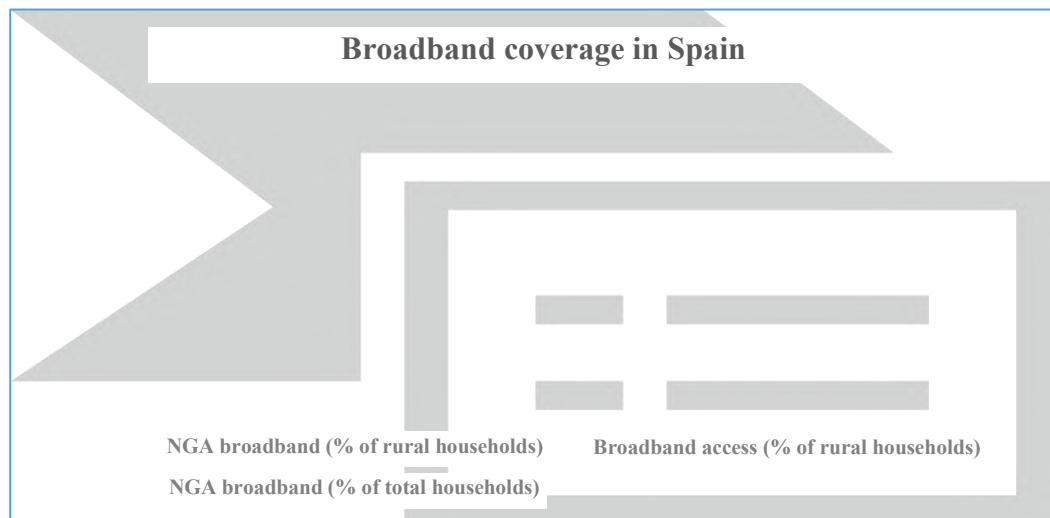 Broadband coverage in Spain
NGA broadband (% of rural households) Broadband access (% of rural households)
NGA broadband (% of total households)